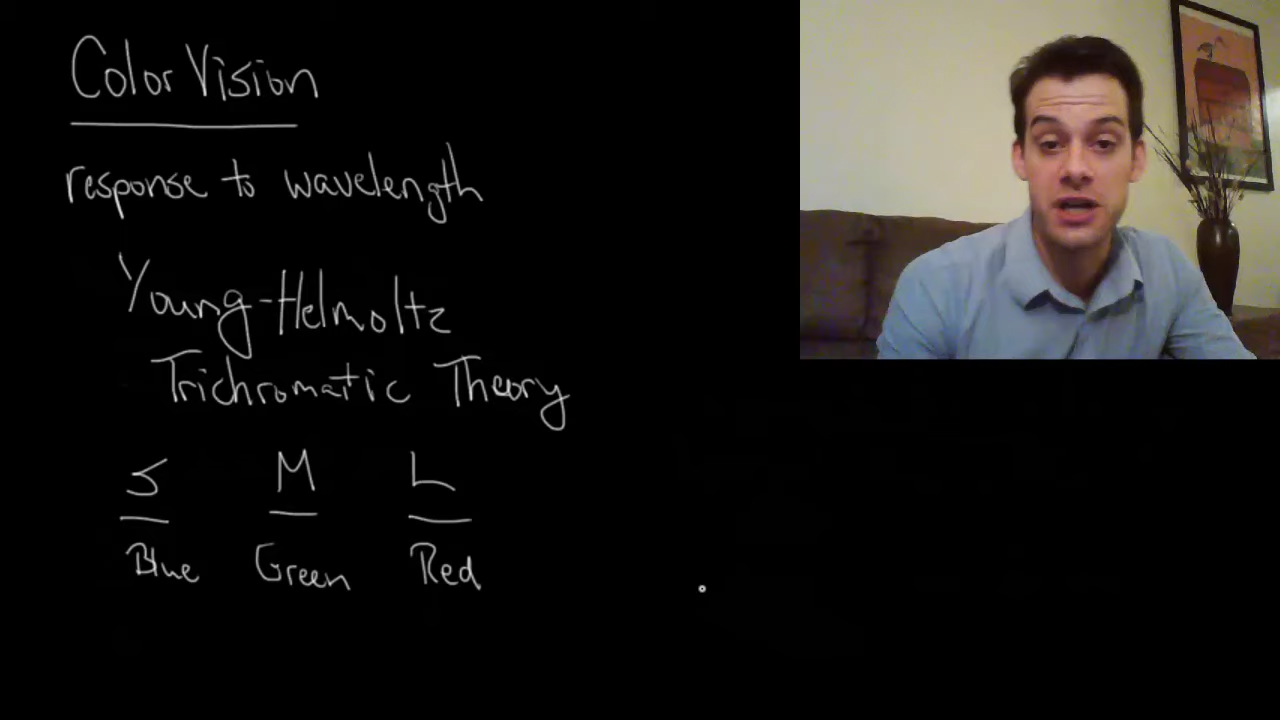 Color Vision
response to wavelength
Young-Helmoltz
Trichromatic Theory
S M L
Blue Green Red